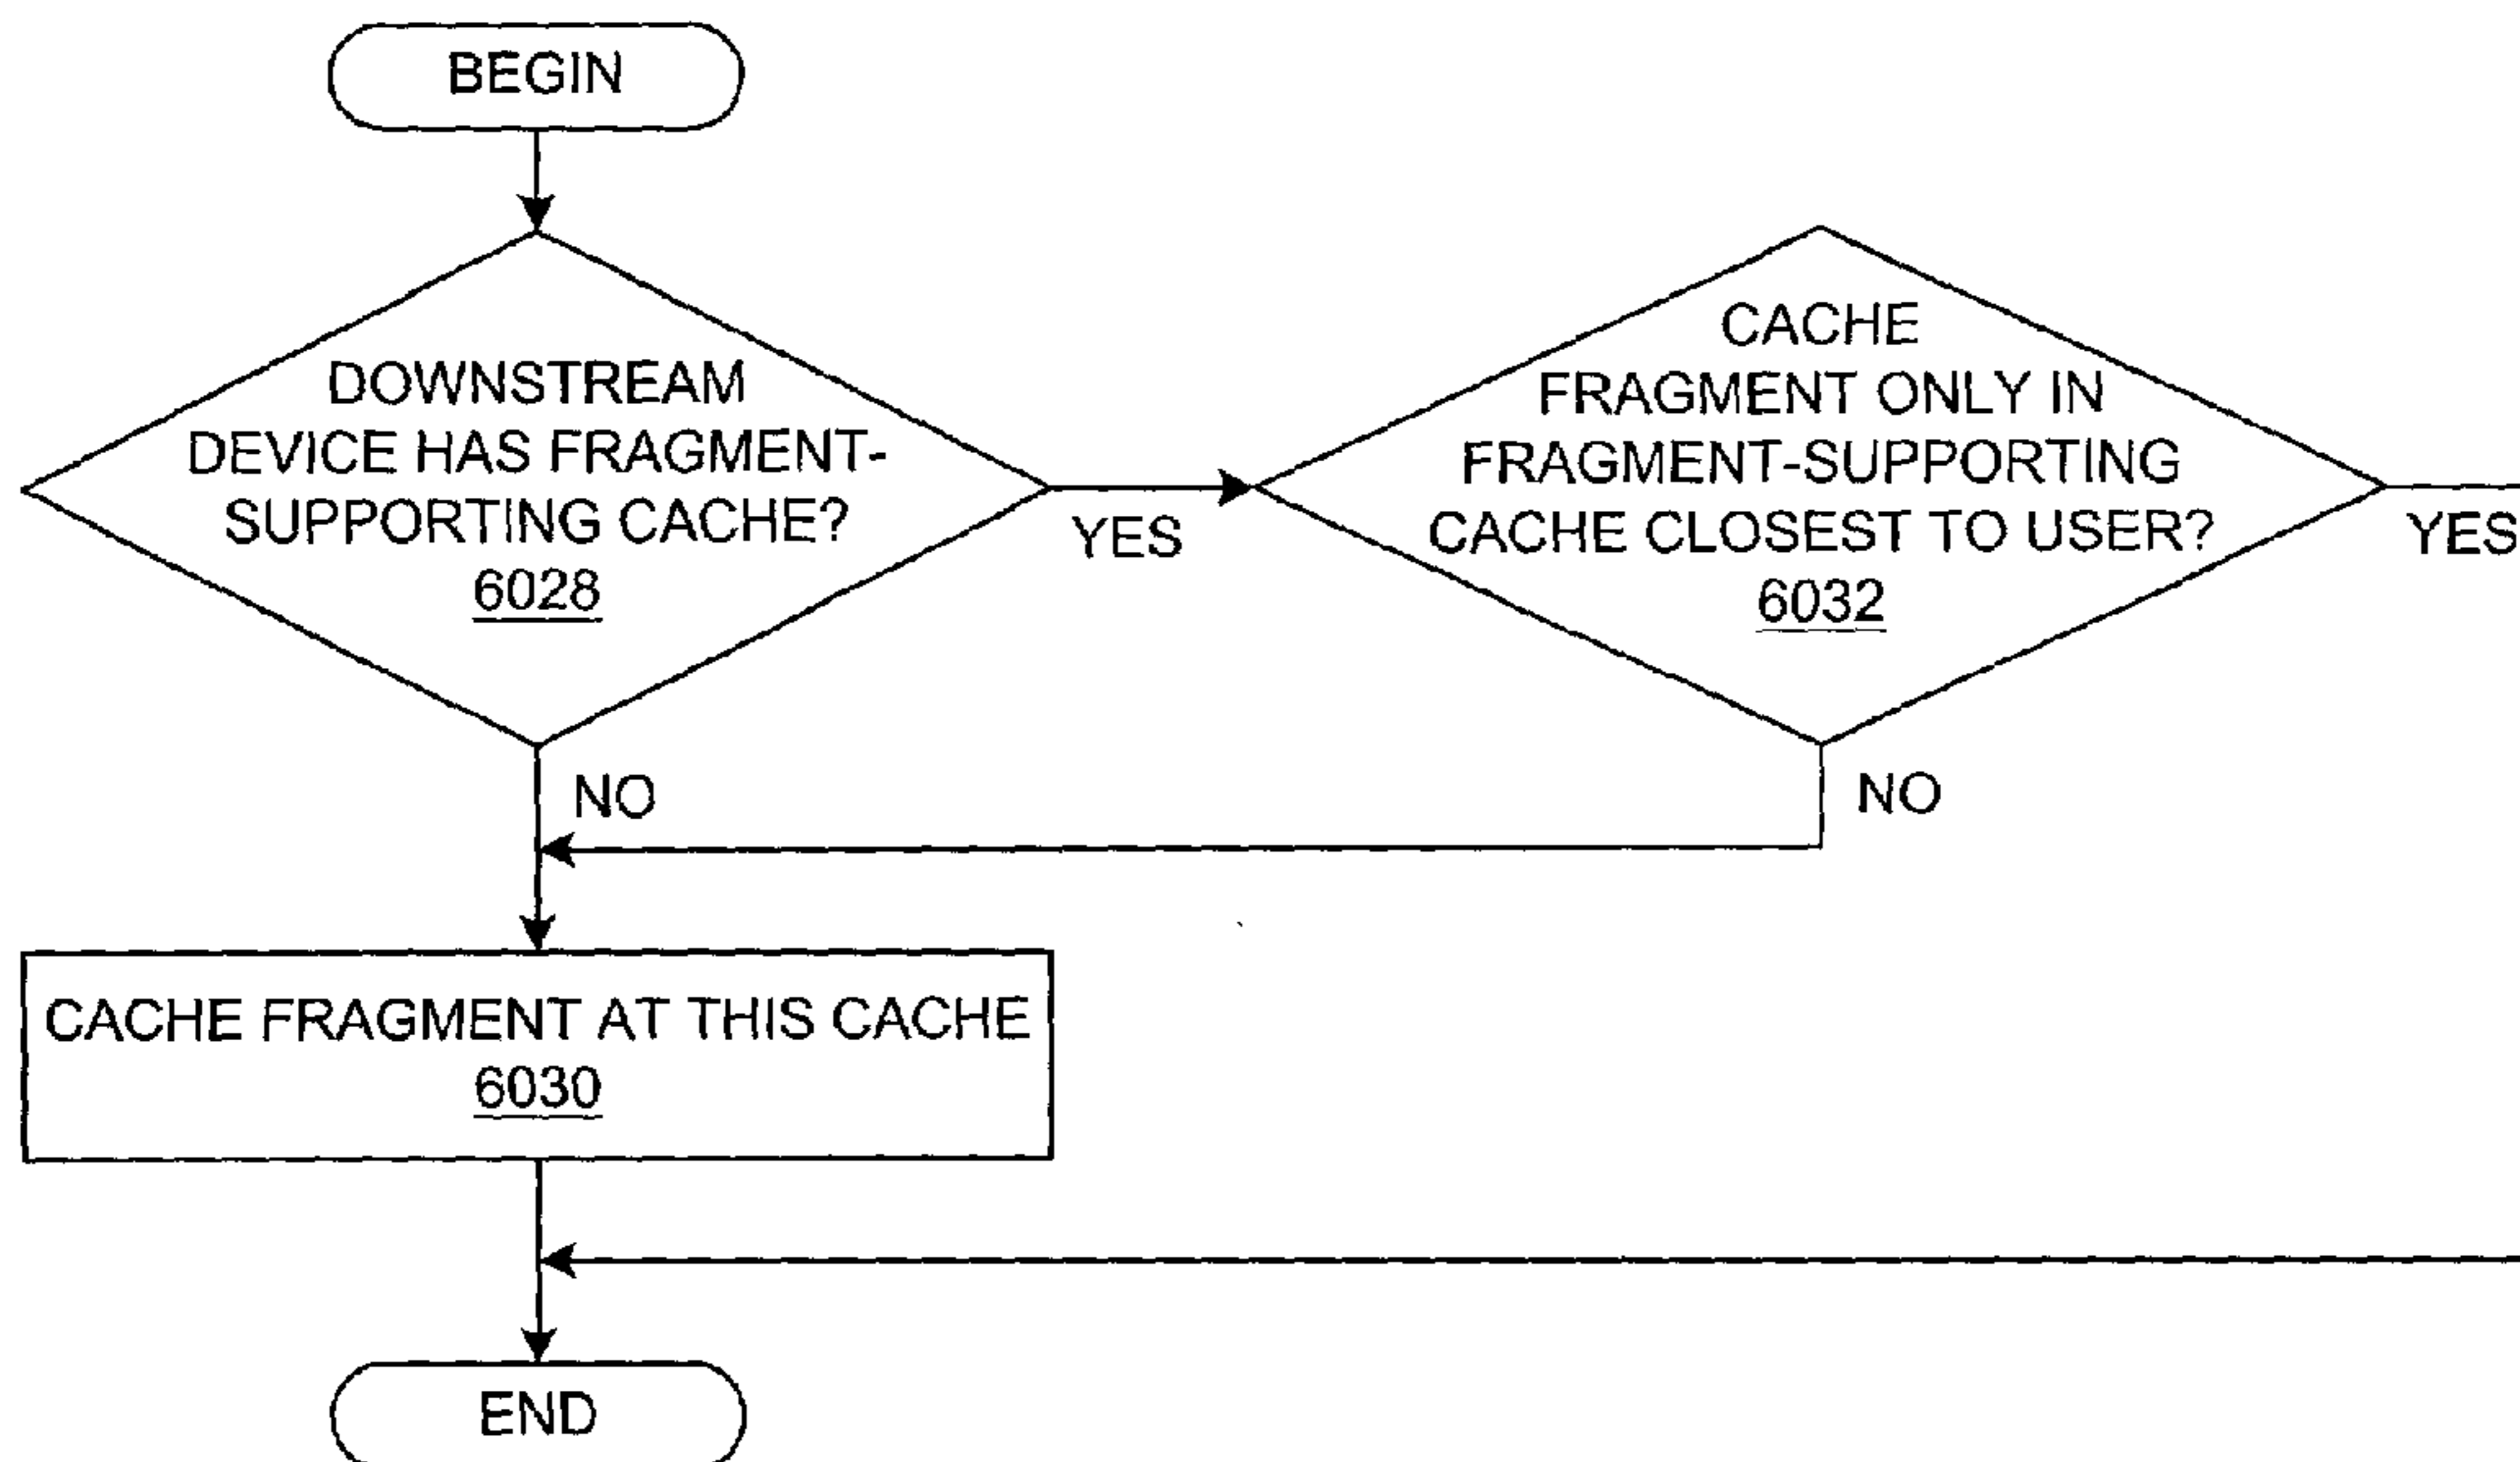 BEGIN
DOWNSTREAM
DEVICE HAS FRAGMENT-
SUPPORTING CACHE?
6028
YES
CACHE
FRAGMENT ONLY IN
FRAGMENT-SUPPORTING
CACHE CLOSEST TO USER?
6032
YES
NO
NO
CACHE FRAGMENT AT THIS CACHE
6030
END